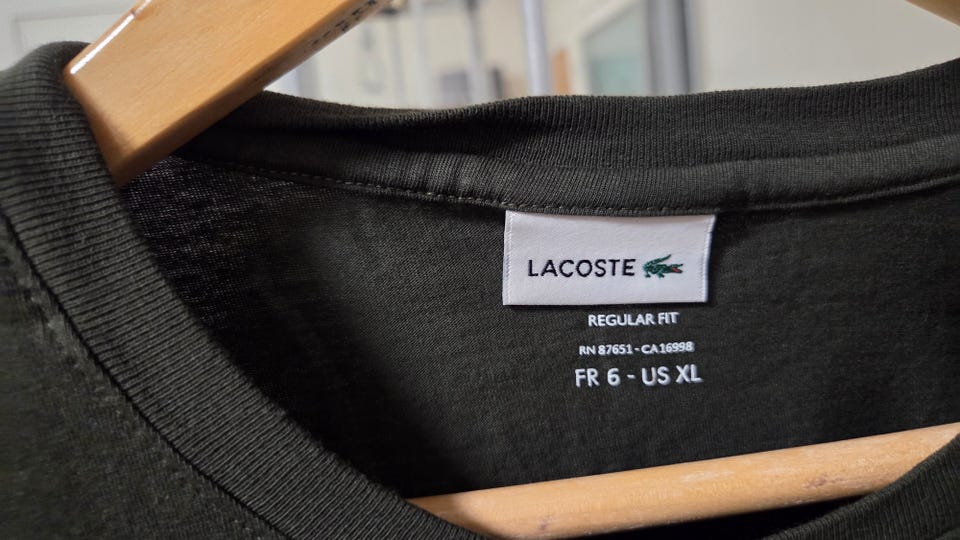 LACOSTE
REGULAR FIT
RN 87651 - CA16998
FR 6 - US XL